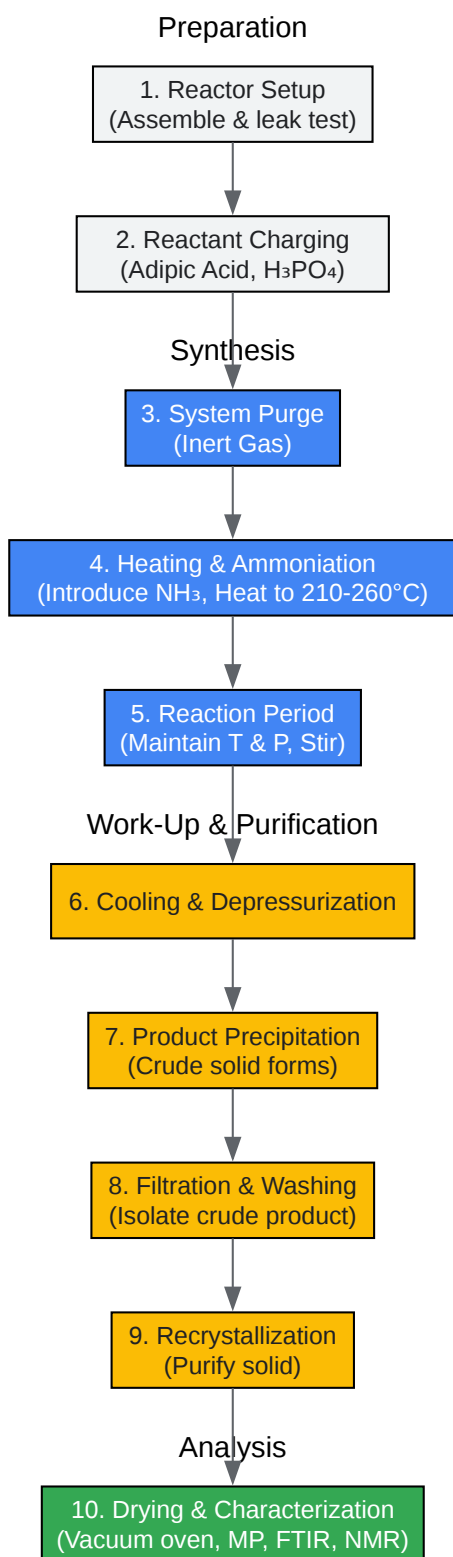 Preparation
1. Reactor Setup
(Assemble & leak test)
2. Reactant Charging
(Adipic Acid, H₃PO₄)
Synthesis
3. System Purge
(Inert Gas)
4. Heating & Ammoniation
(Introduce NH₃, Heat to 210-260°C)
5. Reaction Period
(Maintain T & P, Stir)
Work-Up & Purification
6. Cooling & Depressurization
7. Product Precipitation
(Crude solid forms)
8. Filtration & Washing
(Isolate crude product)
9. Recrystallization
(Purify solid)
Analysis
10. Drying & Characterization
(Vacuum oven, MP, FTIR, NMR)